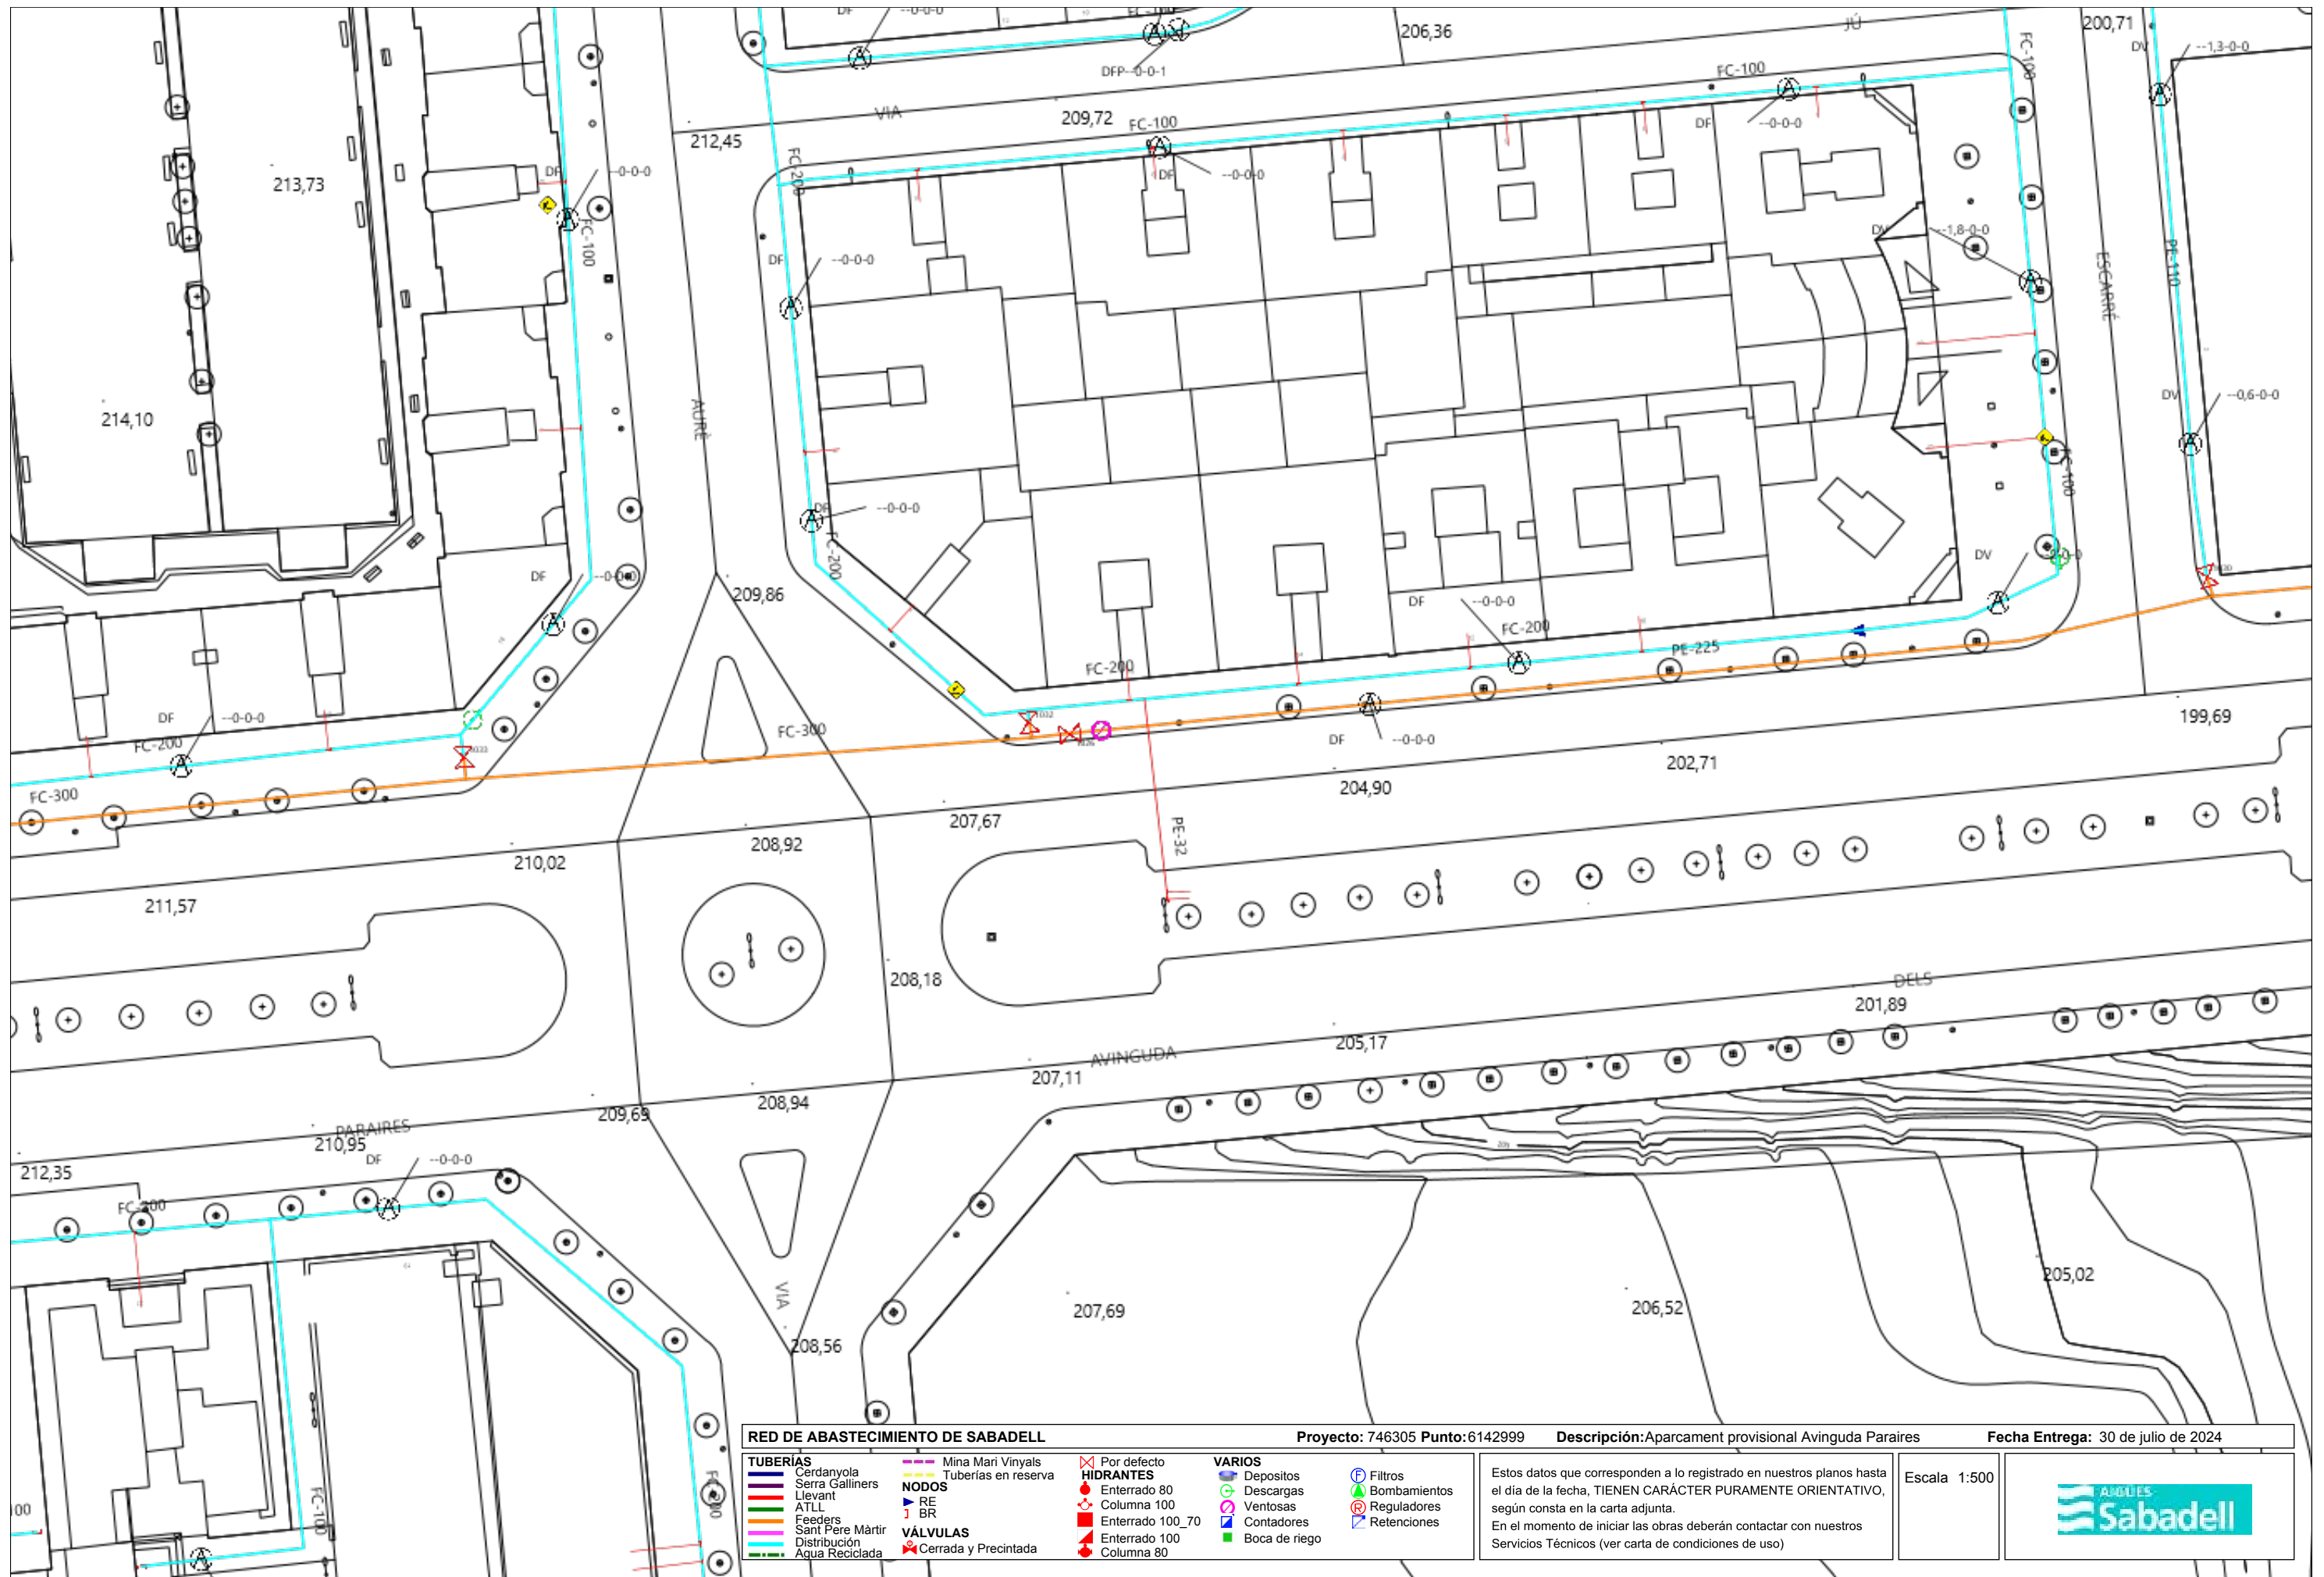 DF --0-0-0
206,36
JÚ
200,71
DV --1,3-0-0
DFP--0-0-1
FC-100
FC-100
VIA
209,72
FC-100
DF --0-0-0
212,45
FC-200
213,73
DF --0-0-0
DF --0-0-0
FC-100
DV --1,8-0-0
DF --0-0-0
PE-110
ESCARRÉ
214,10
AURÈ
DV --0,6-0-0
FC-100
DF --0-0-0
FC-200
DV
DF --0-0-0
209,86
DF --0-0-0
FC-200
PE-225
FC-200
DF --0-0-0
FC-200
FC-300
199,69
DF --0-0-0
202,71
FC-300
204,90
207,67
PE-32
208,92
210,02
211,57
208,18
DELS
201,89
205,17
AVINGUDA
207,11
208,94
209,69
PARAIRES
210,95
212,35
DF --0-0-0
FC-200
205,02
VIA
207,69
206,52
208,56
FC-100
RED DE ABASTECIMIENTO DE SABADELL Proyecto: 746305 Punto:6142999 Descripción:Aparcament provisional Avinguda Paraires Fecha Entrega: 30 de julio de 2024
TUBERÍAS
Cerdanyola
Serra Galliners
Llevant
ATLL
Feeders
Sant Pere Màrtir
Distribución
Agua Reciclada
Mina Mari Vinyals
Tuberías en reserva
NODOS
RE
BR
VÁLVULAS
Cerrada y Precintada
Por defecto
HIDRANTES
Enterrado 80
Columna 100
Enterrado 100_70
Enterrado 100
Columna 80
VARIOS
Depositos
Descargas
Ventosas
Contadores
Boca de riego
Filtros
Bombamientos
Reguladores
Retenciones
Estos datos que corresponden a lo registrado en nuestros planos hasta
el día de la fecha, TIENEN CARÁCTER PURAMENTE ORIENTATIVO,
según consta en la carta adjunta.
En el momento de iniciar las obras deberán contactar con nuestros
Servicios Técnicos (ver carta de condiciones de uso)
Escala 1:500
AIGÜES
Sabadell